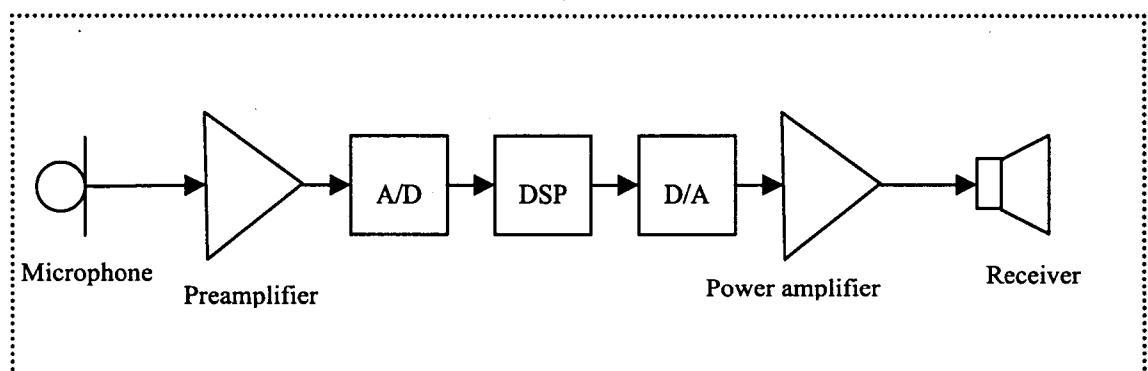 A/D
DSP
D/A
Microphone
Preamplifier
Power amplifier
Receiver